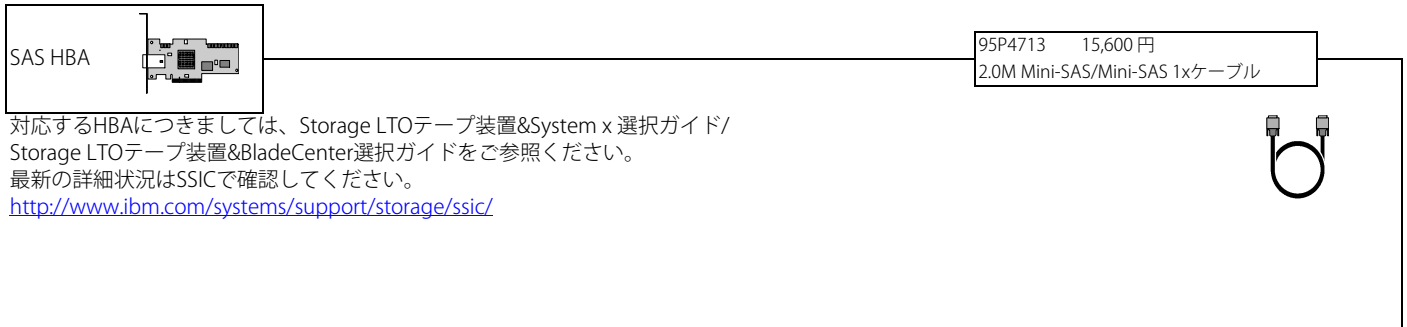 SAS HBA
95P4713 15,600 円
2.0M Mini-SAS/Mini-SAS 1xケーブル
対応するHBAにつきましては、Storage LTOテープ装置&System x 選択ガイド/
Storage LTOテープ装置&BladeCenter選択ガイドをご参照ください。
最新の詳細状況はSSICで確認してください。
http://www.ibm.com/systems/support/storage/ssic/